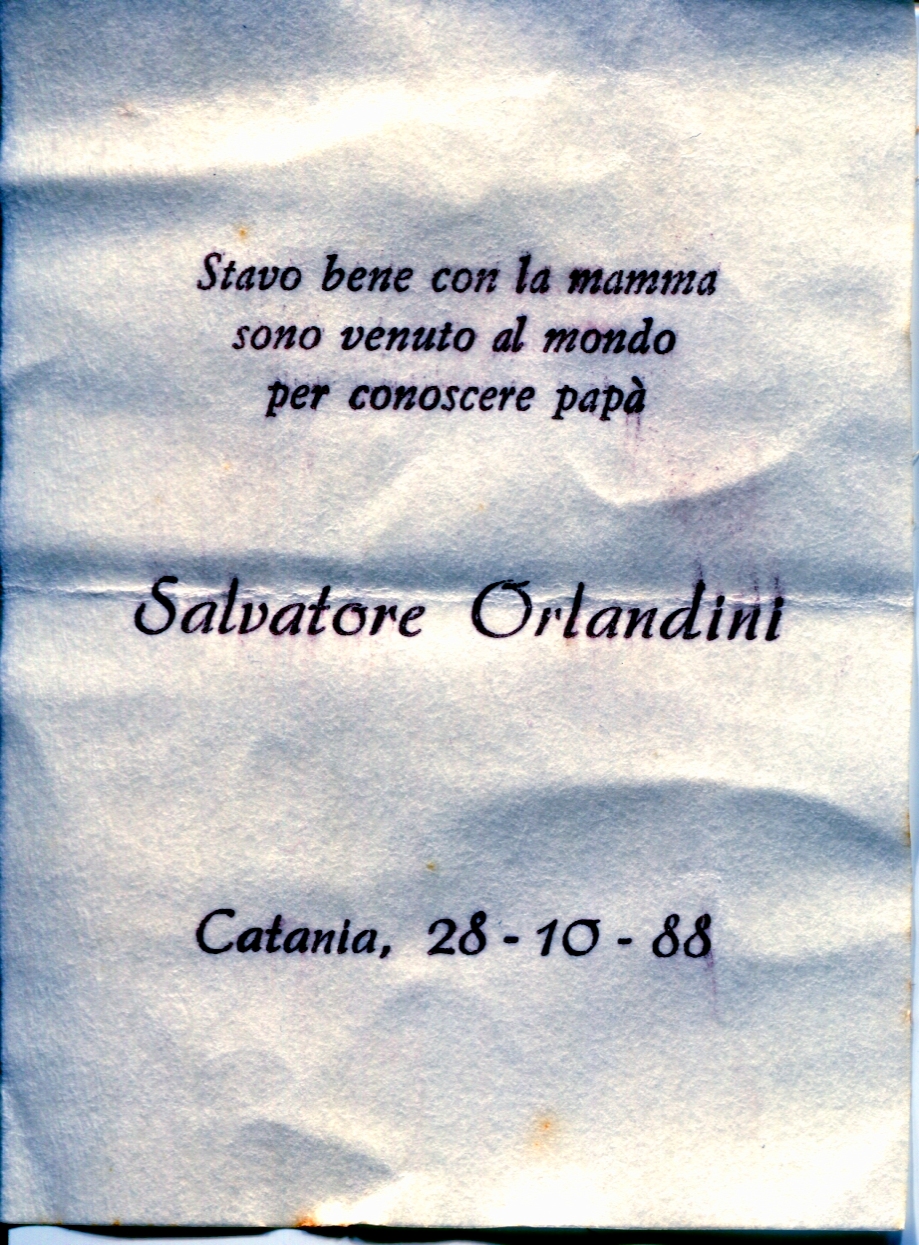 Stavo bene con la mamma
sono venuto al mondo
per conoscere papà
Salvatore Orlandini
Catania, 28 - 10 - 88